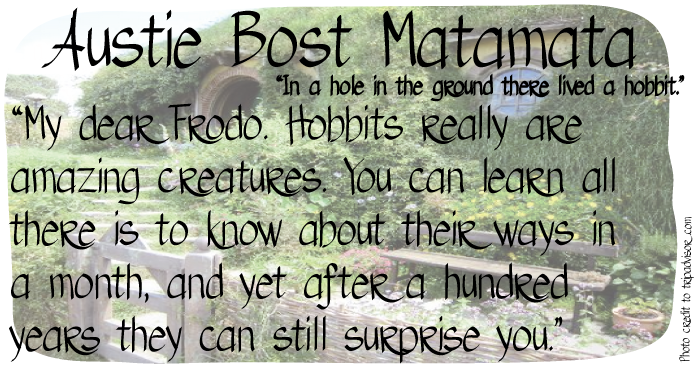 Austie Bost Matamata
"In a hole in the ground there lived a hobbit."
"My dear Frodo. Hobbits really are
amazing creatures. You can learn all
there is to know about their ways in
a month, and yet after a hundred
years they can still surprise you."
Photo credit to tripadvisor.com